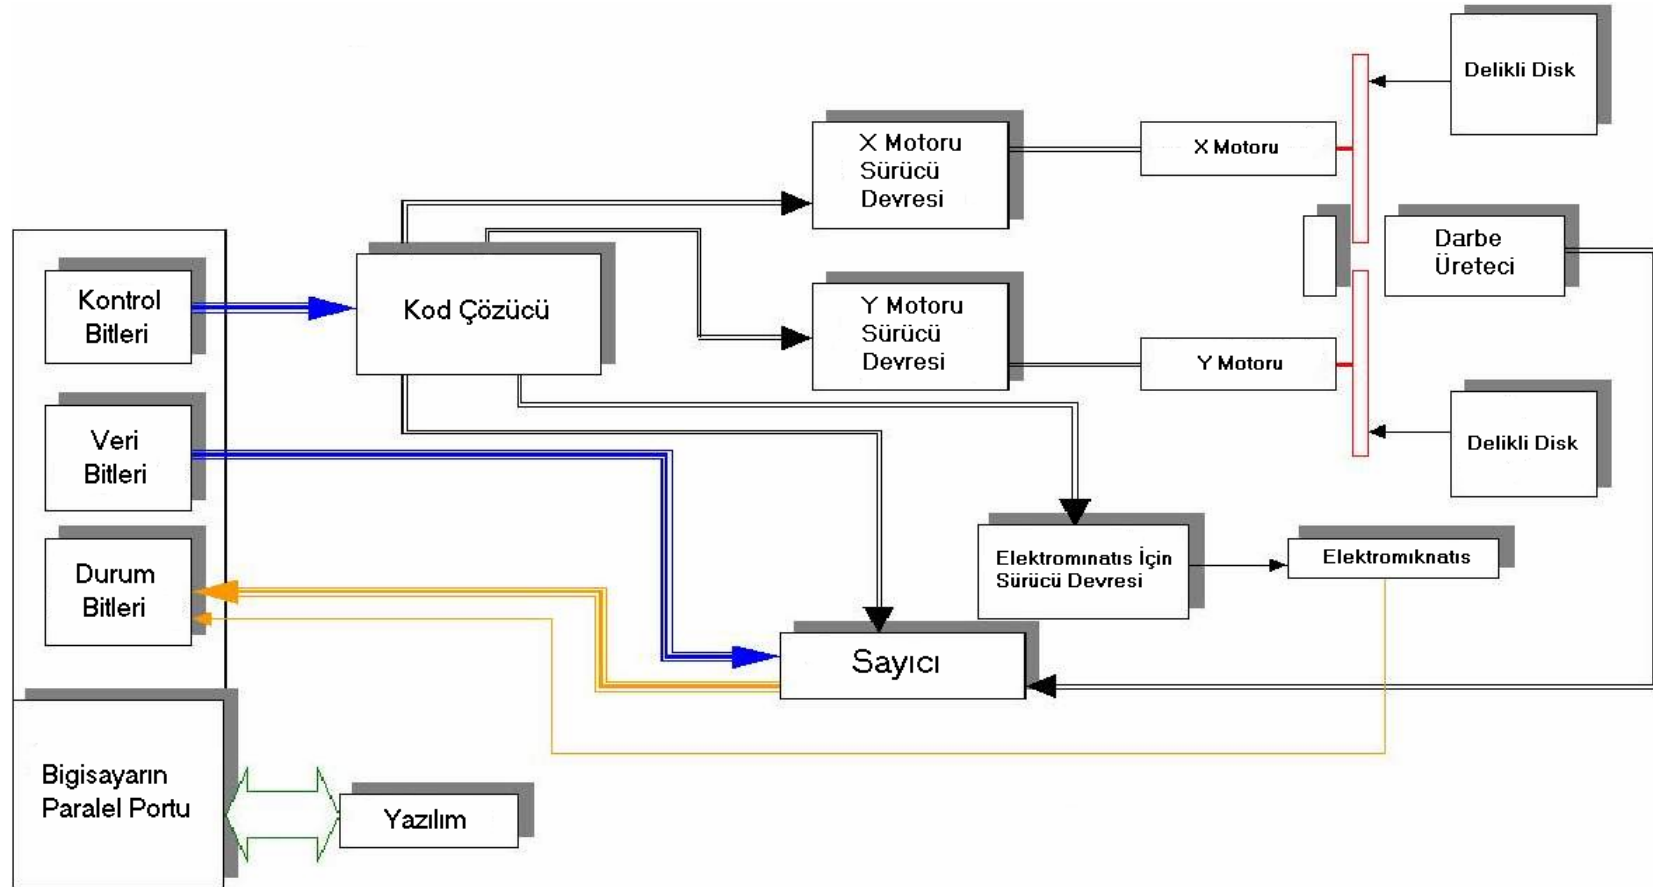 Delikli Disk
X Motoru
Sürücü
Devresi
X Motoru
Darbe
Üreteci
Kontrol
Bitleri
Kod Çözücü
Y Motoru
Sürücü
Devresi
Y Motoru
Veri
Bitleri
Delikli Disk
Durum
Bitleri
Elektromınatıs İçin
Sürücü Devresi
Elektromıknatıs
Sayıcı
Bigisayarın
Paralel Portu
Yazılım